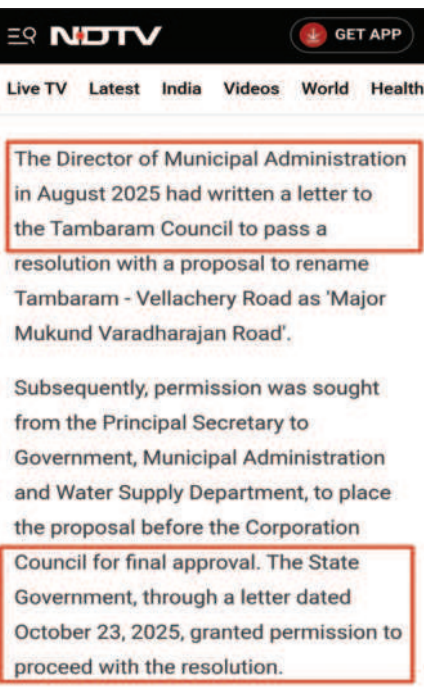 NDTV
GET APP
Live TV Latest India Videos World Health
The Director of Municipal Administration
in August 2025 had written a letter to
the Tambaram Council to pass a
resolution with a proposal to rename
Tambaram - Vellachery Road as 'Major
Mukund Varadharajan Road'.
Subsequently, permission was sought
from the Principal Secretary to
Government, Municipal Administration
and Water Supply Department, to place
the proposal before the Corporation
Council for final approval. The State
Government, through a letter dated
October 23, 2025, granted permission to
proceed with the resolution.